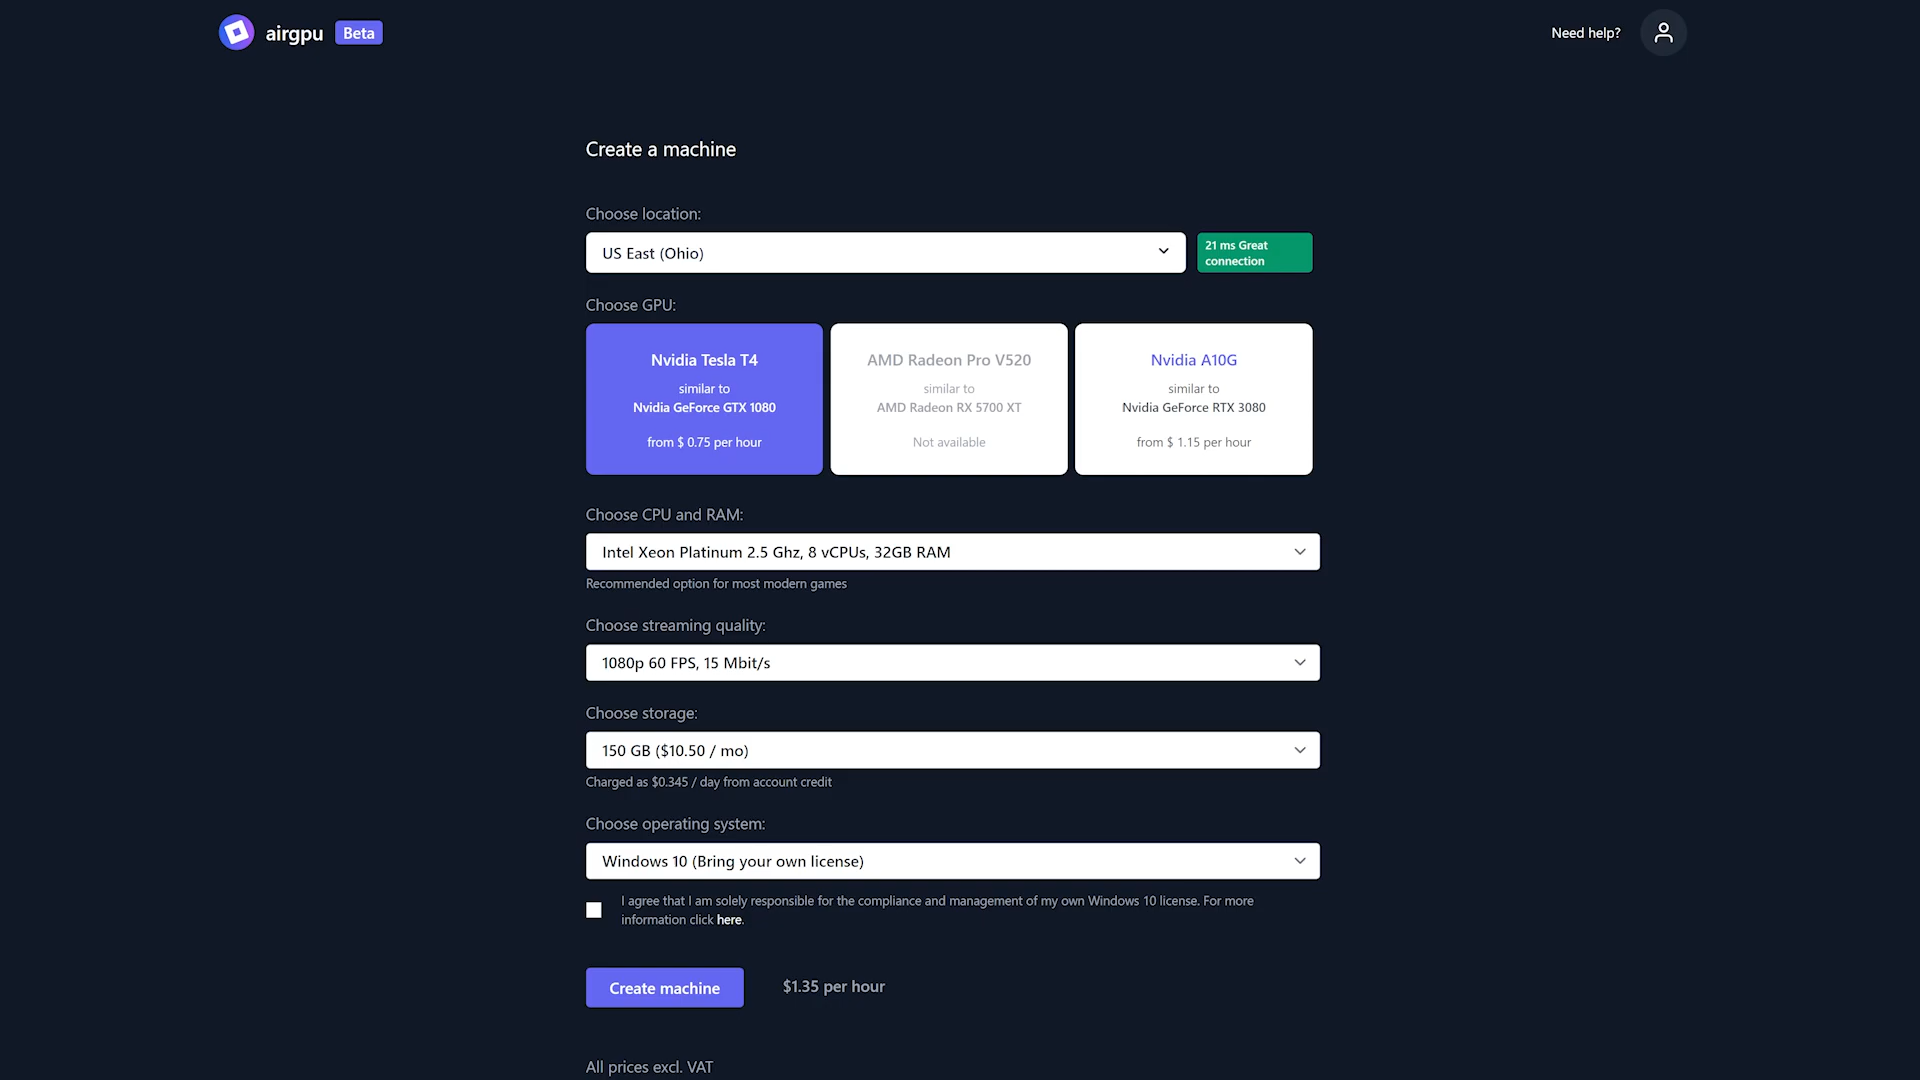 airgpu Beta
Need help?
Create a machine
Choose location:
US East (Ohio)
21 ms Great
connection
Choose GPU:
Nvidia Tesla T4
similar to
Nvidia GeForce GTX 1080
from $ 0.75 per hour
AMD Radeon Pro V520
similar to
AMD Radeon RX 5700 XT
Not available
Nvidia A10G
similar to
Nvidia GeForce RTX 3080
from $ 1.15 per hour
Choose CPU and RAM:
Intel Xeon Platinum 2.5 Ghz, 8 vCPUs, 32GB RAM
Recommended option for most modern games
Choose streaming quality:
1080p 60 FPS, 15 Mbit/s
Choose storage:
150 GB ($10.50 / mo)
Charged as $0.345 / day from account credit
Choose operating system:
Windows 10 (Bring your own license)
I agree that I am solely responsible for the compliance and management of my own Windows 10 license. For more
information click here.
Create machine
$1.35 per hour
All prices excl. VAT